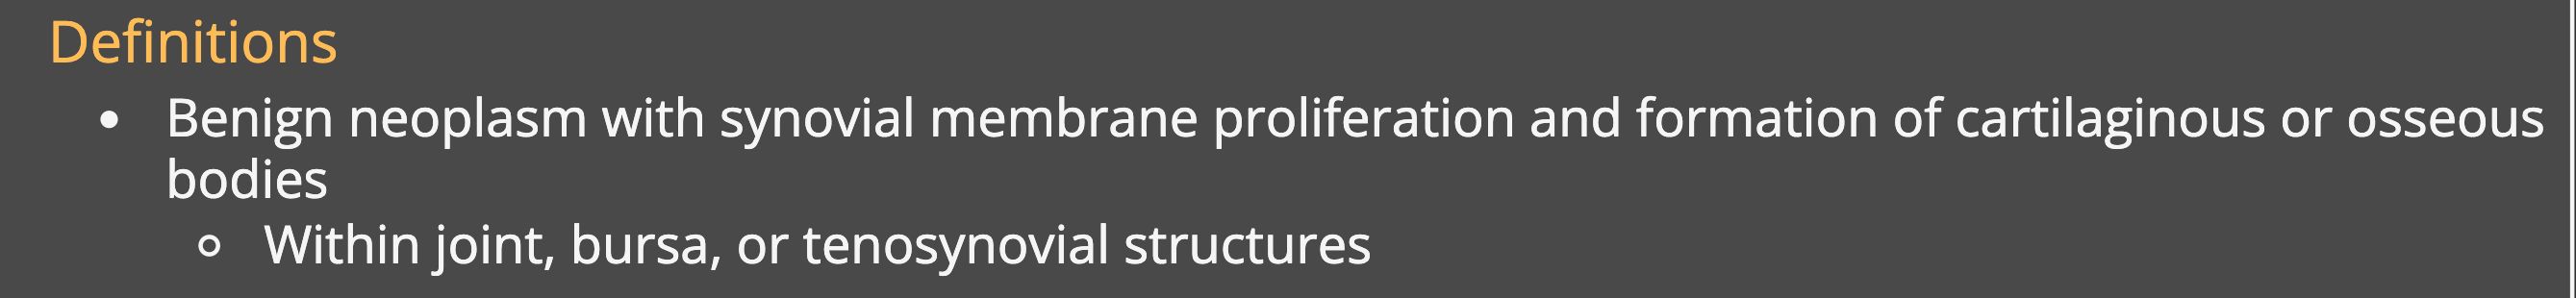 Definitions
• Benign neoplasm with synovial membrane proliferation and formation of cartilaginous or osseous
bodies
○ Within joint, bursa, or tenosynovial structures